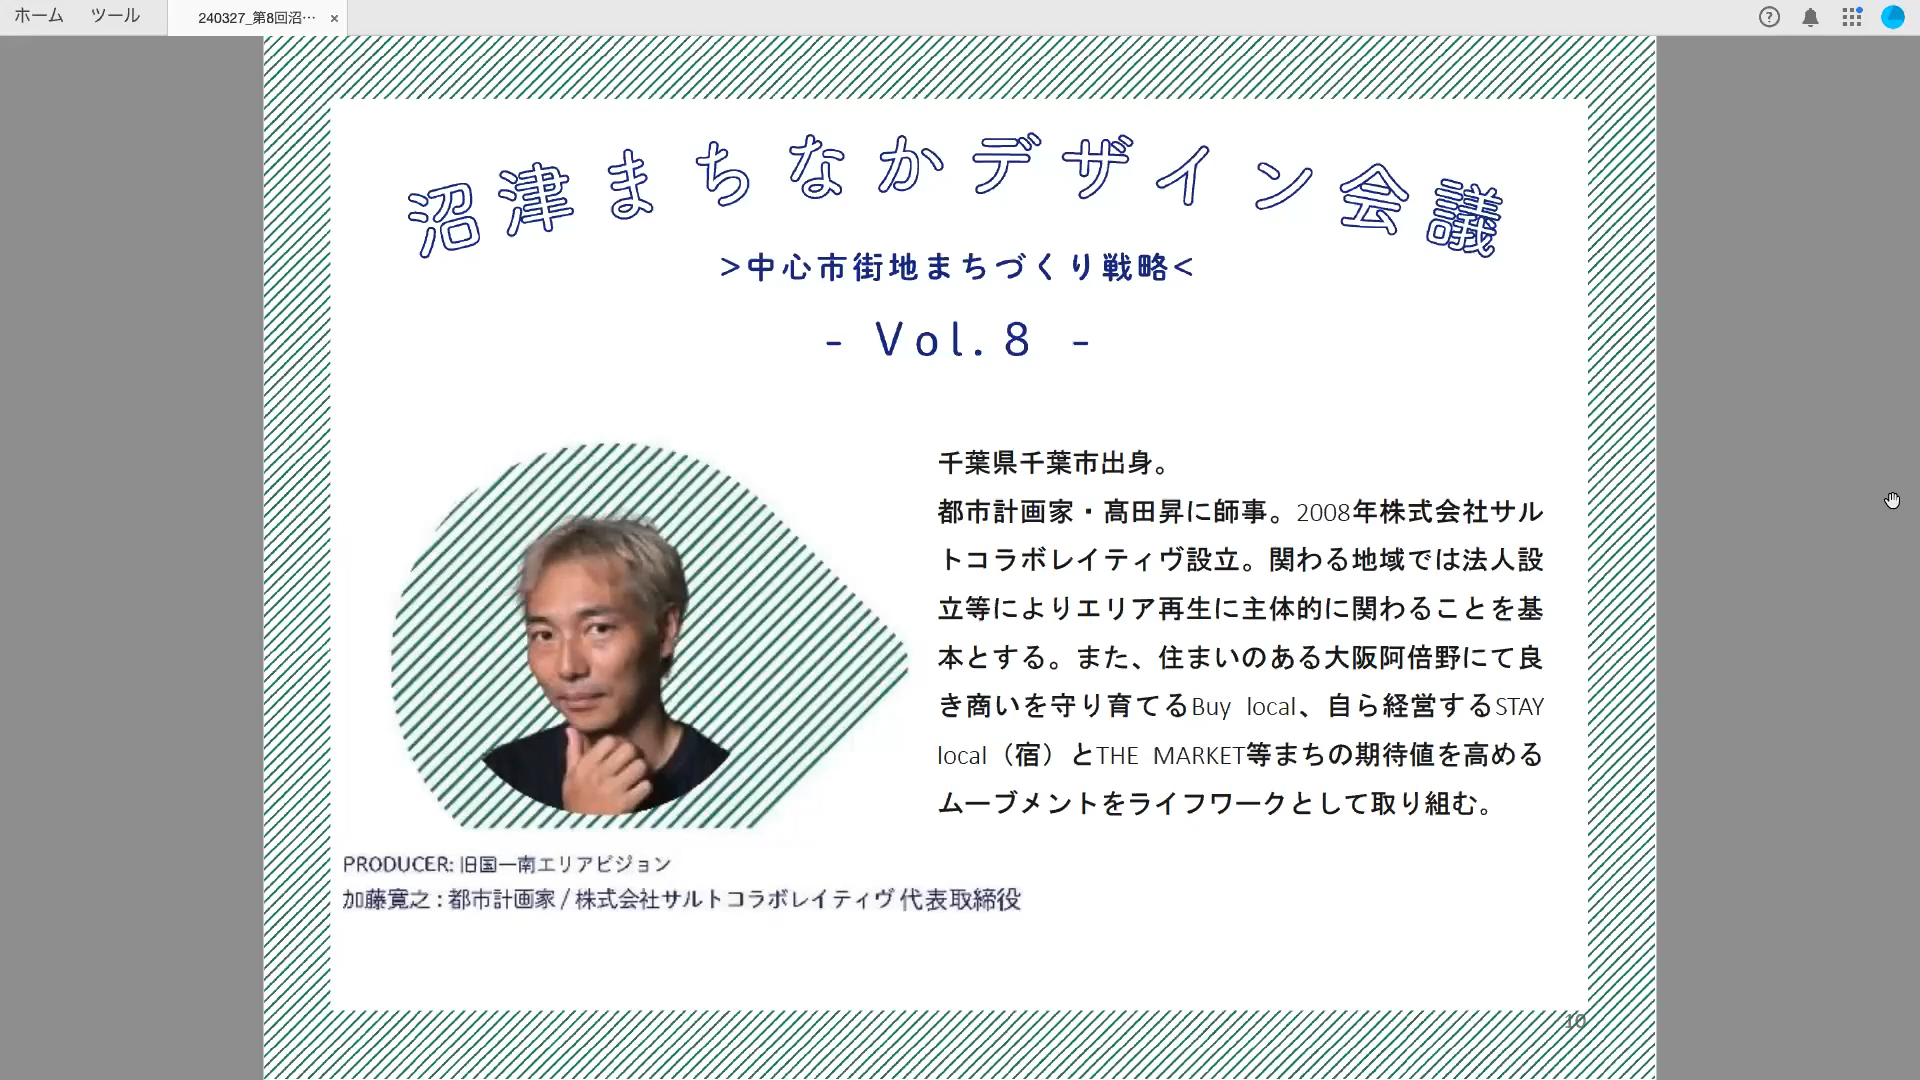 ホーム ツール 240327_第8回沼… ×
沼津まちなかデザイン会議
>中心市街地まちづくり戦略<
- Vol.8 -
千葉県千葉市出身。
都市計画家・髙田昇に師事。2008年株式会社サル
トコラボレイティヴ設立。関わる地域では法人設
立等によりエリア再生に主体的に関わることを基
本とする。また、住まいのある大阪阿倍野にて良
き商いを守り育てるBuy local、自ら経営するSTAY
local（宿）とTHE MARKET等まちの期待値を高める
ムーブメントをライフワークとして取り組む。
PRODUCER: 旧国一南エリアビジョン
加藤寛之 : 都市計画家 / 株式会社サルトコラボレイティヴ 代表取締役
10